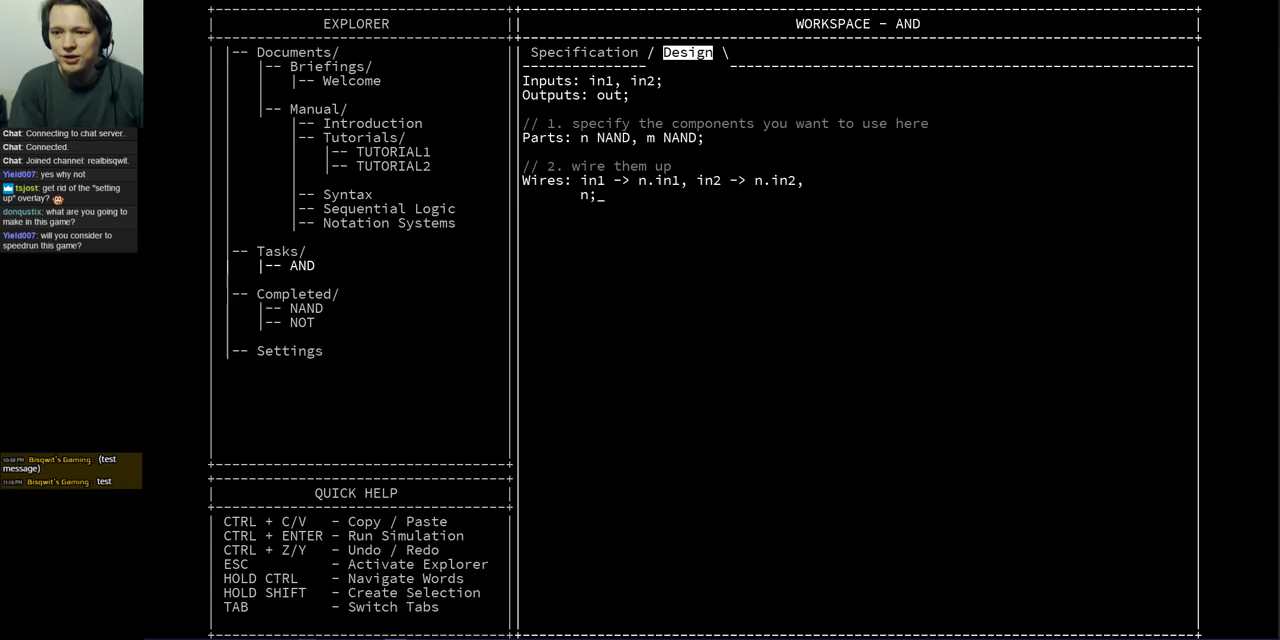 Chat: Connecting to chat server..
Chat: Connected.
Chat: Joined channel: realbisqwit.
Yield007: yes why not
tsjost: get rid of the "setting
up" overlay?
donqustix: what are you going to
make in this game?
Yield007: will you consider to
speedrun this game?
10:58 PM Bisqwit's Gaming: (test
message)
11:18 PM Bisqwit's Gaming: test
EXPLORER
|-- Documents/
|-- Briefings/
|-- Welcome
|-- Manual/
|-- Introduction
|-- Tutorials/
|-- TUTORIAL1
|-- TUTORIAL2
|-- Syntax
|-- Sequential Logic
|-- Notation Systems
|-- Tasks/
|-- AND
|-- Completed/
|-- NAND
|-- NOT
|-- Settings
QUICK HELP
CTRL + C/V - Copy / Paste
CTRL + ENTER - Run Simulation
CTRL + Z/Y - Undo / Redo
ESC - Activate Explorer
HOLD CTRL - Navigate Words
HOLD SHIFT - Create Selection
TAB - Switch Tabs
WORKSPACE - AND
Specification / Design \
Inputs: in1, in2;
Outputs: out;
// 1. specify the components you want to use here
Parts: n NAND, m NAND;
// 2. wire them up
Wires: in1 -> n.in1, in2 -> n.in2,
n;_